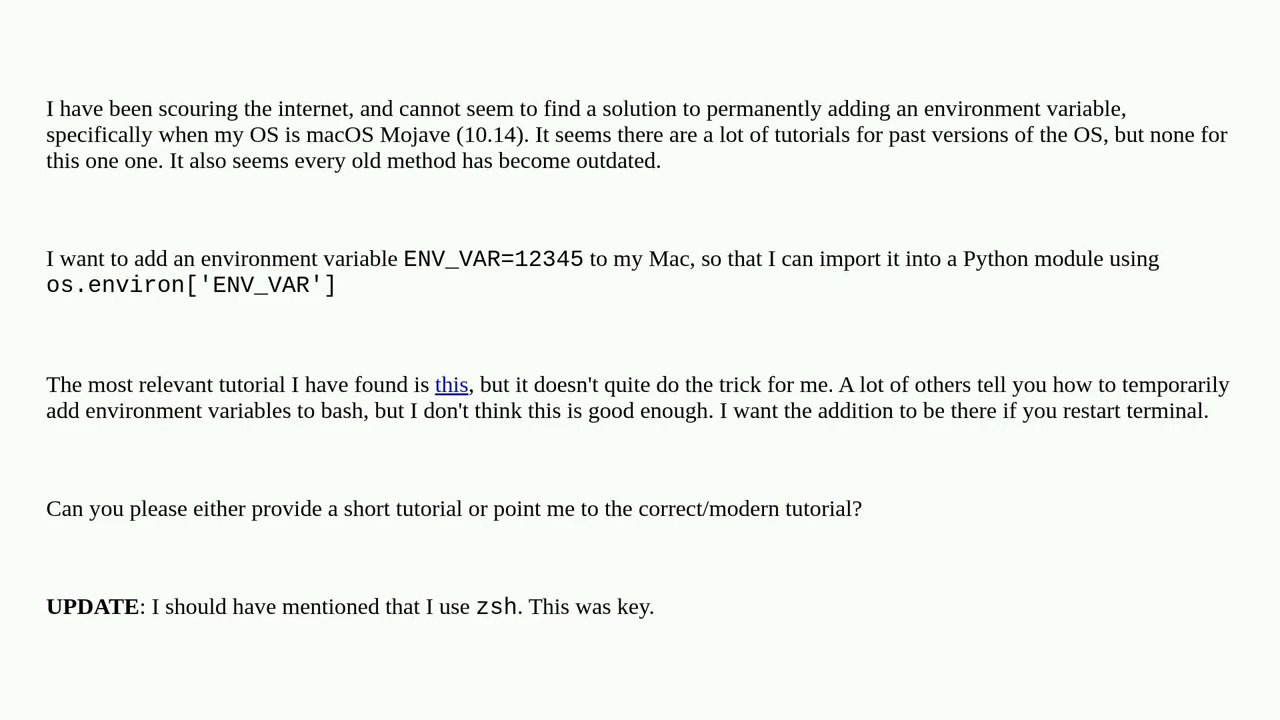 I have been scouring the internet, and cannot seem to find a solution to permanently adding an environment variable,
specifically when my OS is macOS Mojave (10.14). It seems there are a lot of tutorials for past versions of the OS, but none for
this one one. It also seems every old method has become outdated.
I want to add an environment variable ENV_VAR=12345 to my Mac, so that I can import it into a Python module using
os.environ['ENV_VAR']
The most relevant tutorial I have found is this, but it doesn't quite do the trick for me. A lot of others tell you how to temporarily
add environment variables to bash, but I don't think this is good enough. I want the addition to be there if you restart terminal.
Can you please either provide a short tutorial or point me to the correct/modern tutorial?
UPDATE: I should have mentioned that I use zsh. This was key.